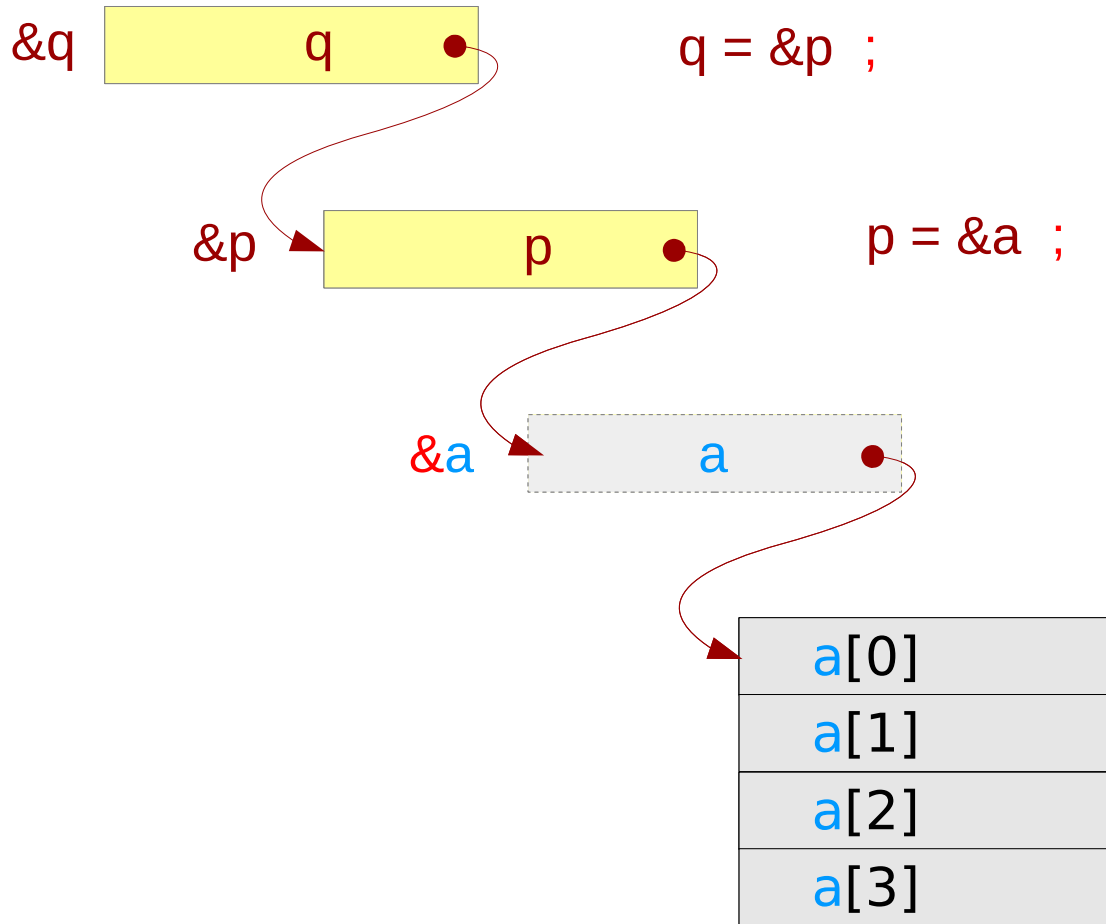 &q q q = &p ;
&p p p = &a ;
&a a
a[0]
a[1]
a[2]
a[3]